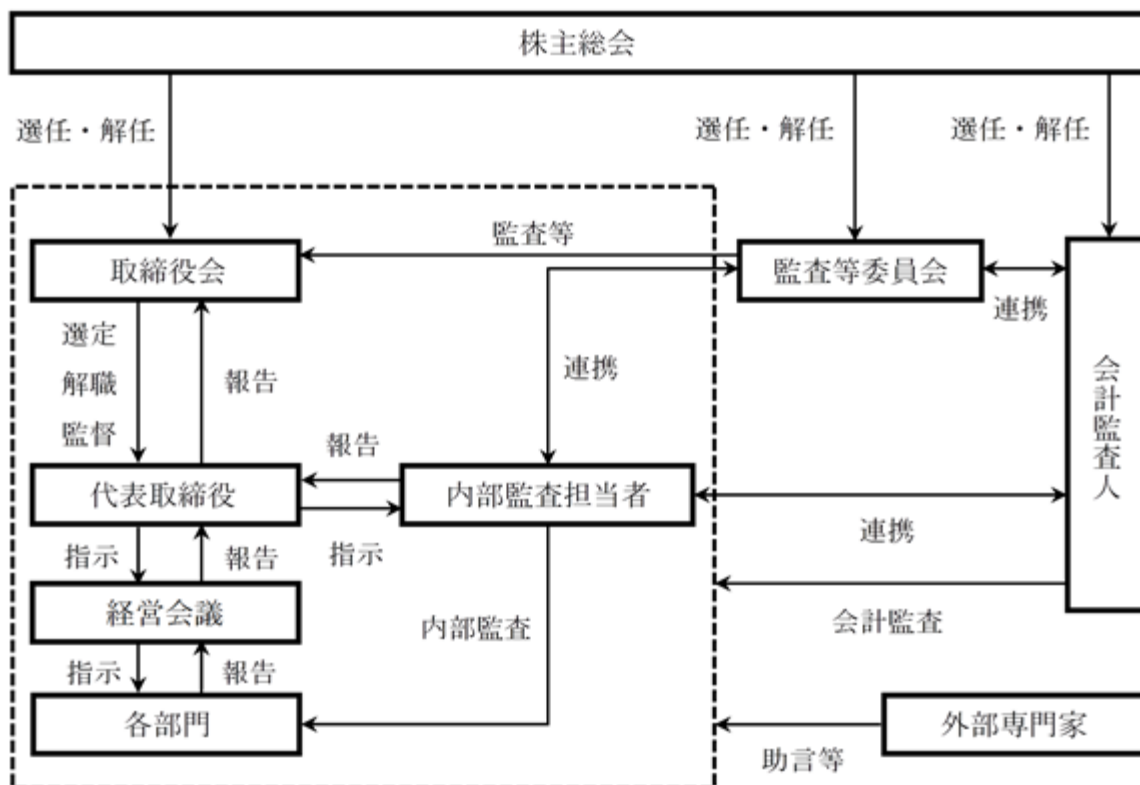 株主総会
選任・解任
選任・解任
選任・解任
監査等
取締役会
監査等委員会
連携
選定
解職
監督
報告
連携
会計監査人
報告
代表取締役
内部監査担当者
指示
報告
指示
連携
経営会議
内部監査
会計監査
指示
報告
各部門
外部専門家
助言等